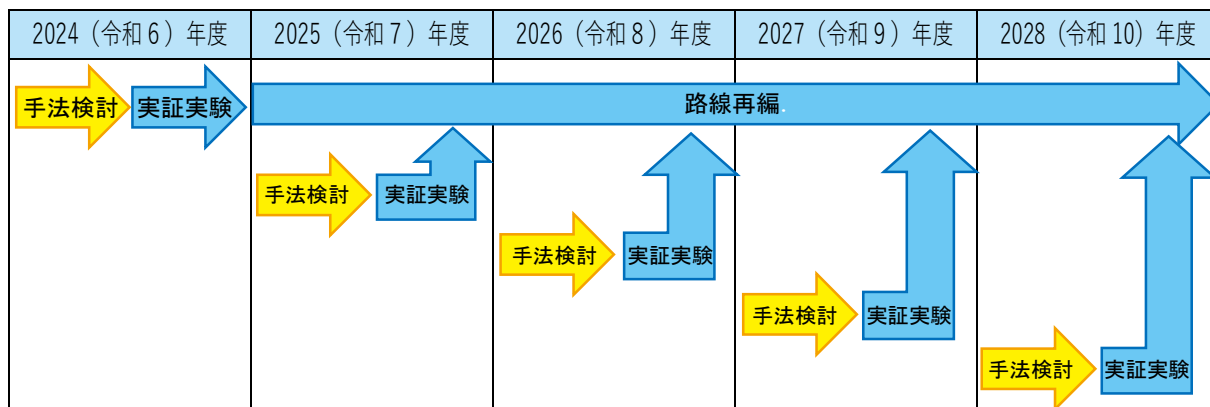 2024（令和６）年度
2025（令和７）年度
2026（令和８）年度
2027（令和９）年度
2028（令和10）年度
手法検討
実証実験
路線再編.
手法検討
実証実験
手法検討
実証実験
手法検討
実証実験
手法検討
実証実験